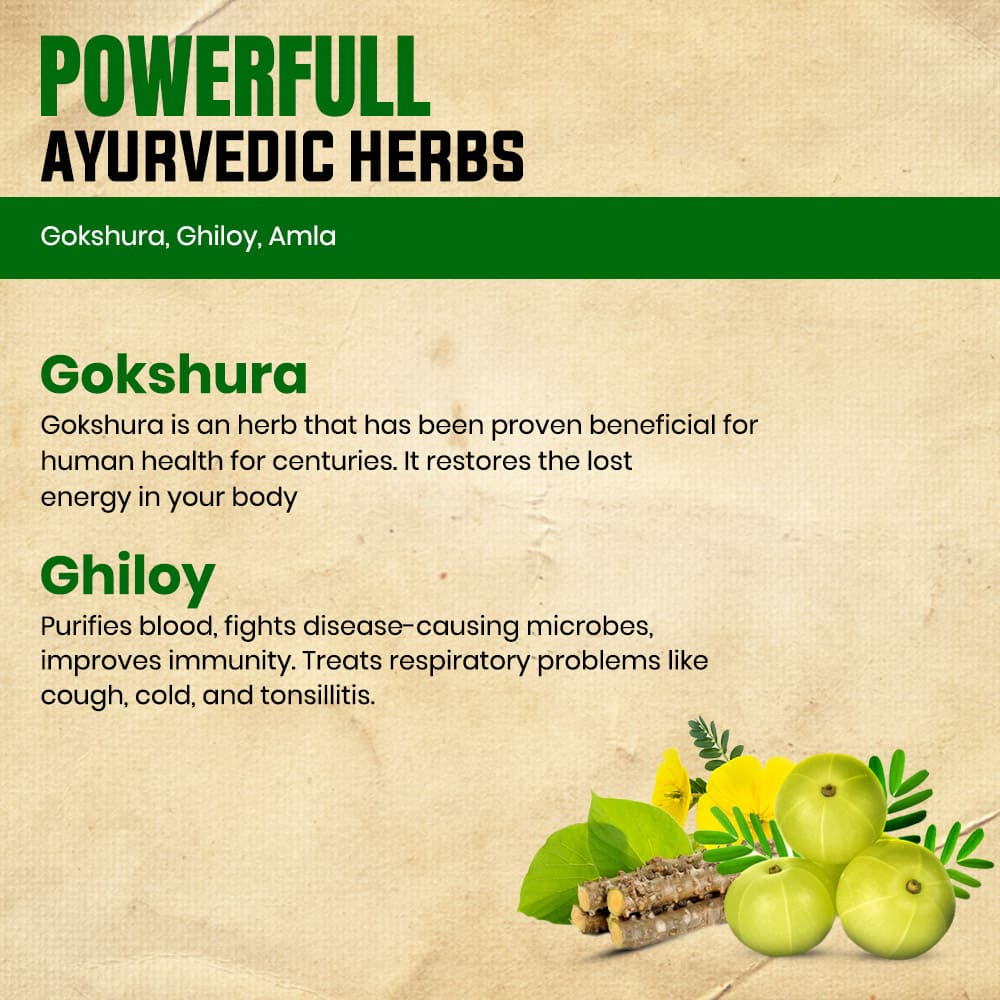 POWERFULL
AYURVEDIC HERBS
Gokshura, Ghiloy, Amla
Gokshura
Gokshura is an herb that has been proven beneficial for
human health for centuries. It restores the lost
energy in your body
Ghiloy
Purifies blood, fights disease-causing microbes,
improves immunity. Treats respiratory problems like
cough, cold, and tonsillitis.